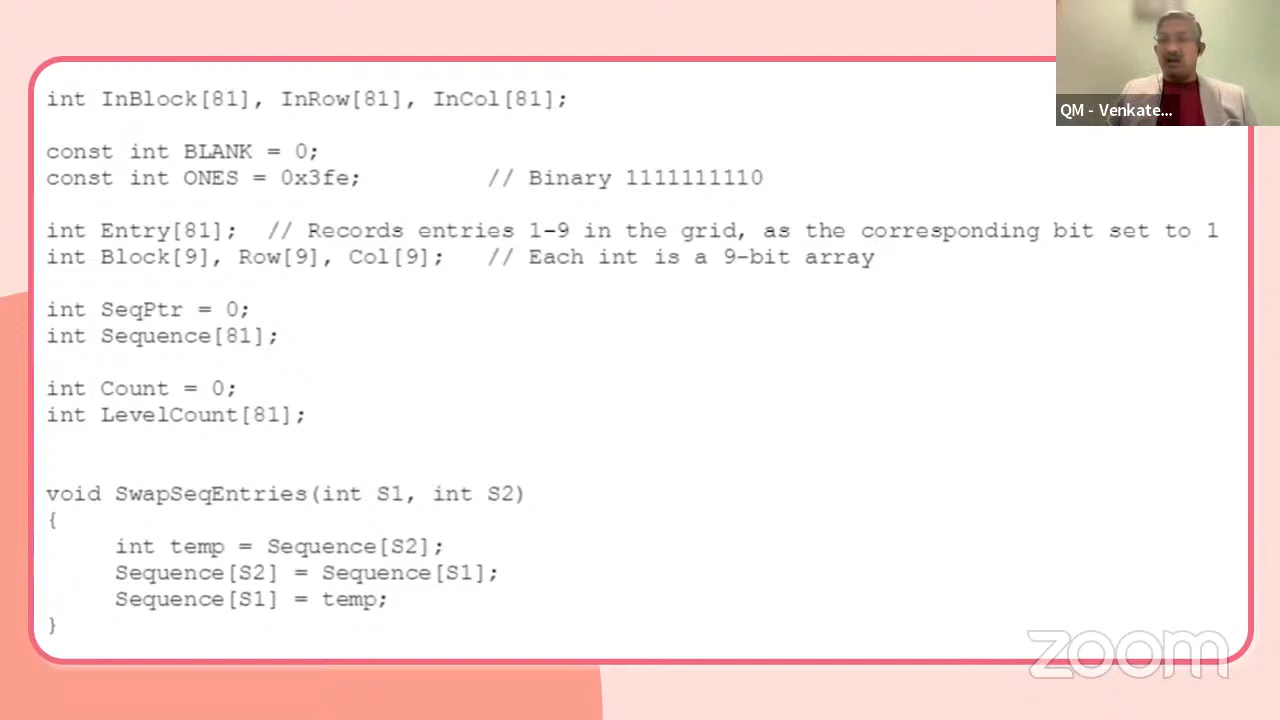 int InBlock[81], InRow[81], InCol[81];
const int BLANK = 0;
const int ONES = 0x3fe;          // Binary 1111111110
int Entry[81];  // Records entries 1-9 in the grid, as the corresponding bit set to 1
int Block[9], Row[9], Col[9];   // Each int is a 9-bit array
int SeqPtr = 0;
int Sequence[81];
int Count = 0;
int LevelCount[81];
void SwapSeqEntries(int S1, int S2)
{
     int temp = Sequence[S2];
     Sequence[S2] = Sequence[S1];
     Sequence[S1] = temp;
}
QM - Venkate...
zoom